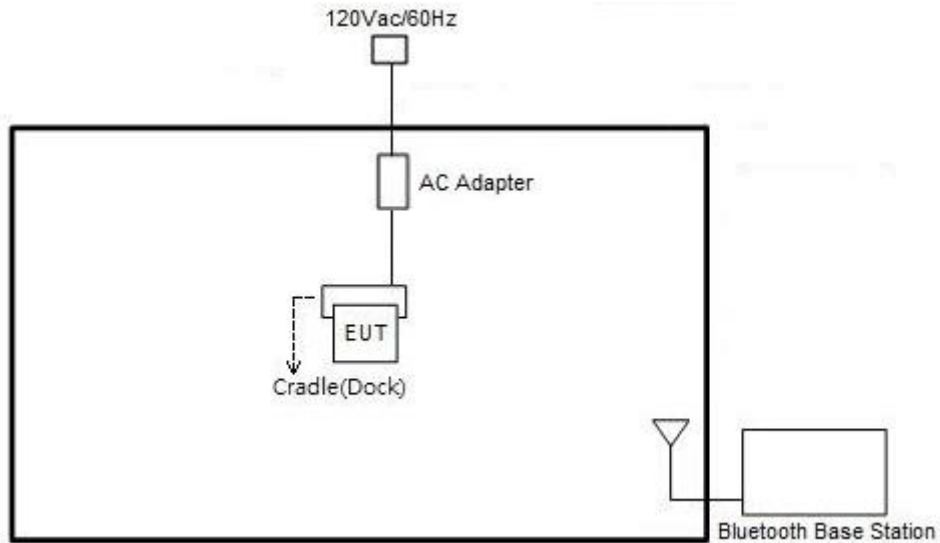 120Vac/60Hz
AC Adapter
EUT
Cradle(Dock)
Bluetooth Base Station